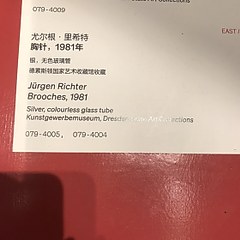 079-4009
EAST
尤尔根·里希特
胸针，1981年
银，无色玻璃管
德累斯顿国家艺术收藏馆收藏
Jürgen Richter
Brooches, 1981
Silver, colourless glass tube
Kunstgewerbemuseum, Dresden Art Collections
079-4005, 079-4004